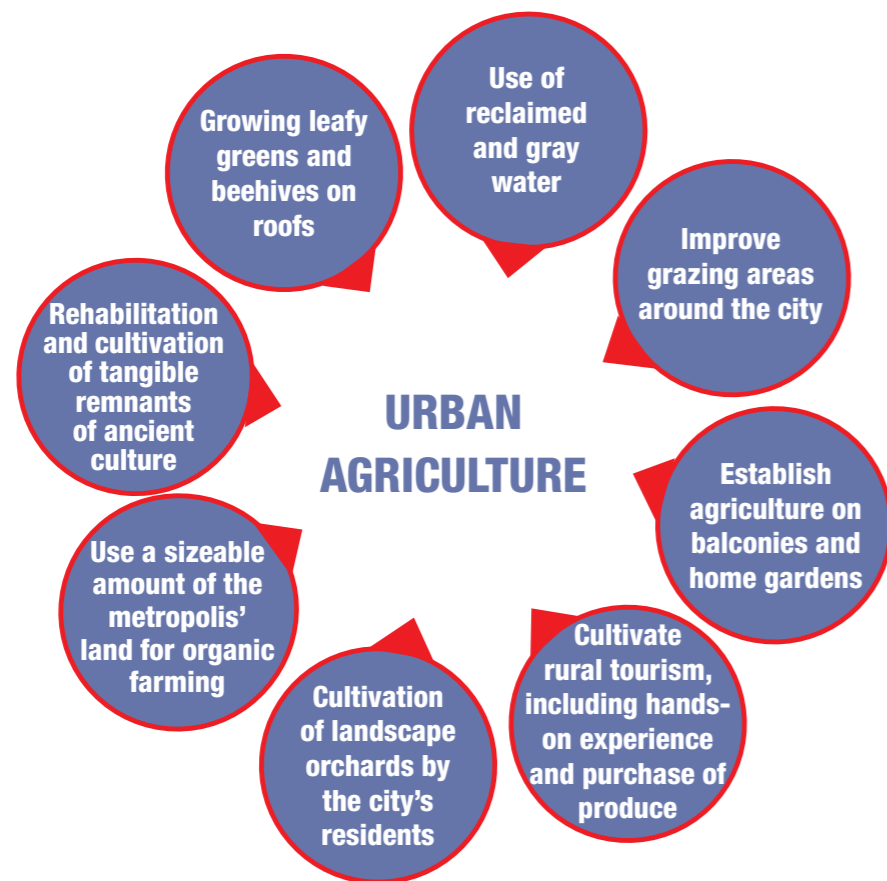 URBAN
AGRICULTURE
Use of
reclaimed
and gray
water
Improve
grazing areas
around the city
Establish
agriculture on
balconies and
home gardens
Cultivate
rural tourism,
including hands-
on experience
and purchase of
produce
Cultivation
of landscape
orchards by
the city’s
residents
Use a sizeable
amount of the
metropolis’
land for organic
farming
Rehabilitation
and cultivation
of tangible
remnants
of ancient
culture
Growing leafy
greens and
beehives on
roofs